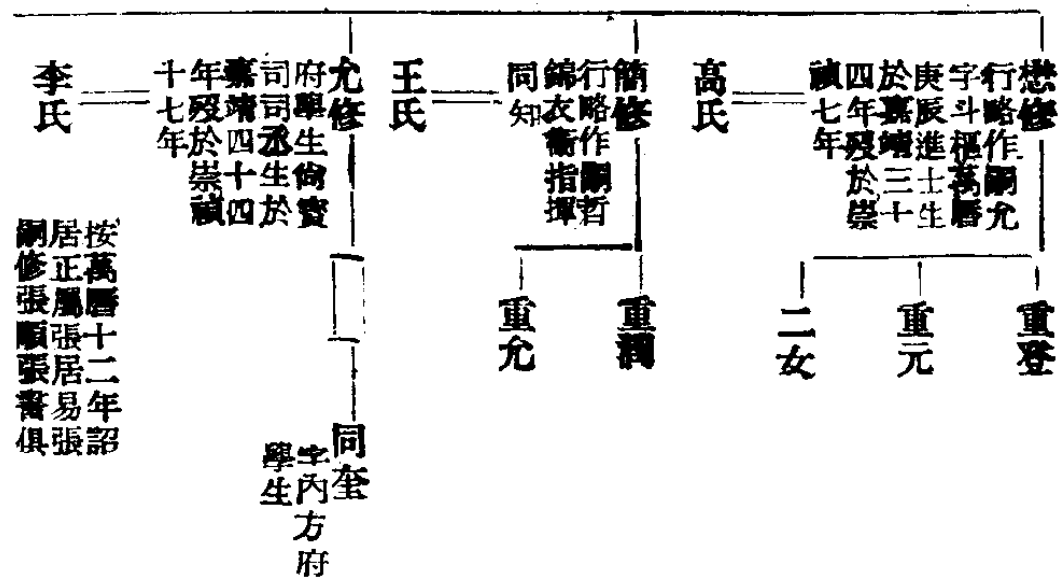 懋修
行略作嗣允
字斗樞萬曆
庚辰進士生
於嘉靖三十
四年歿於崇
禎七年
高氏
重登
重元
二女
簡修
行略作嗣哲
錦衣衞指揮
同知
王氏
重潤
重允
允修
府學生尙寶
司司丞生於
嘉靖四十四
年歿於崇禎
十七年
李氏
同奎
字丙方府
學生
按萬曆十二年詔
居正屬張居易張
嗣修張順張書俱